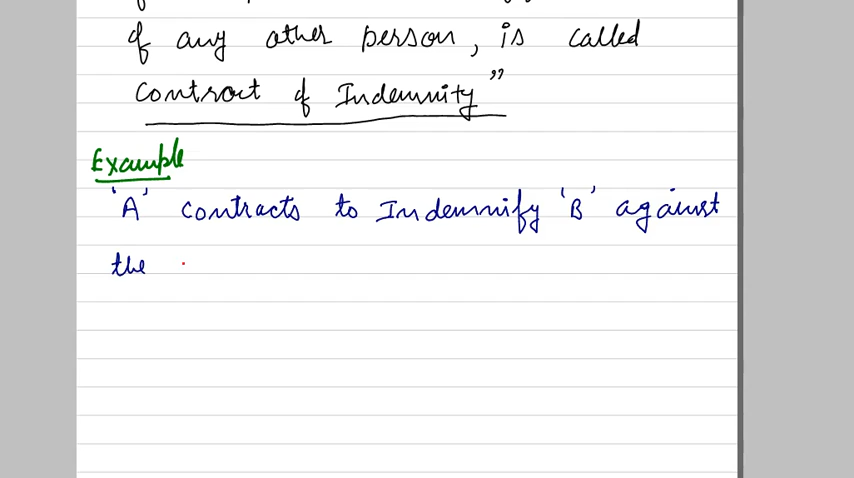 of any other person, is called
Contract of Indemnity”
Example
‘A’ contracts to Indemnify ‘B’ against
the